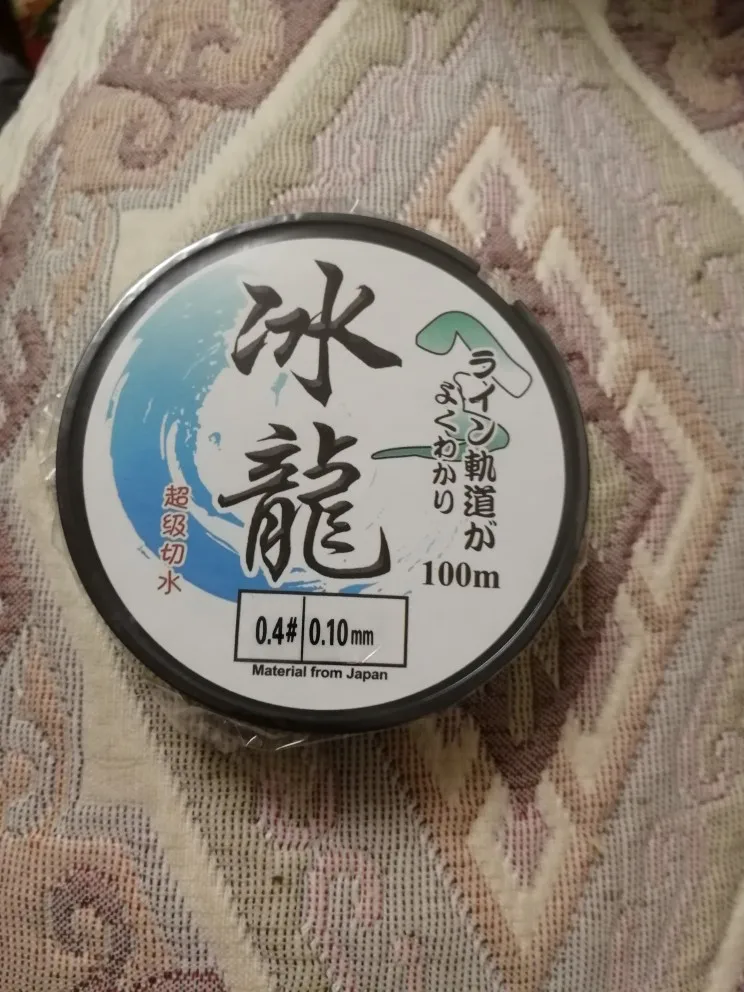 冰龍
ライン軌道が
よくわかり
超级切水
100m
0.4# 0.10mm
Material from Japan